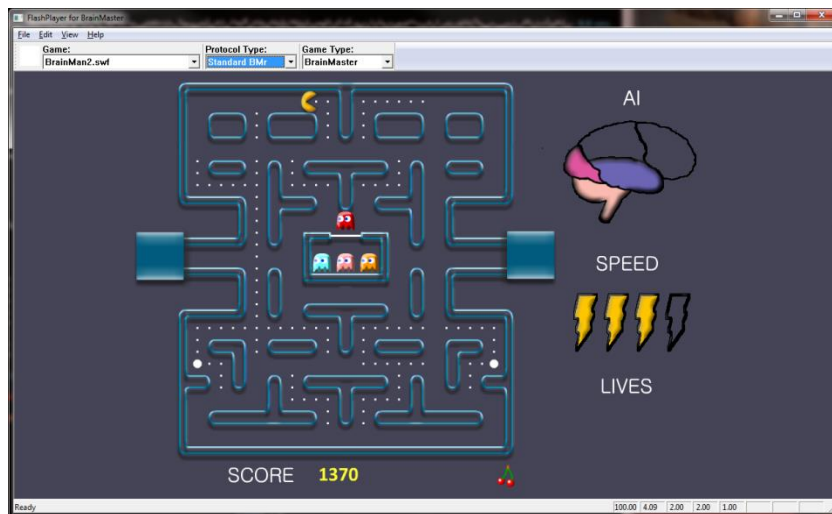 FlashPlayer for BrainMaster
File Edit View Help
Game: Protocol Type: Game Type:
BrainMan2.swf Standard BMr BrainMaster
AI
SPEED
LIVES
SCORE 1370
Ready 100.00 4.09 2.00 2.00 1.00